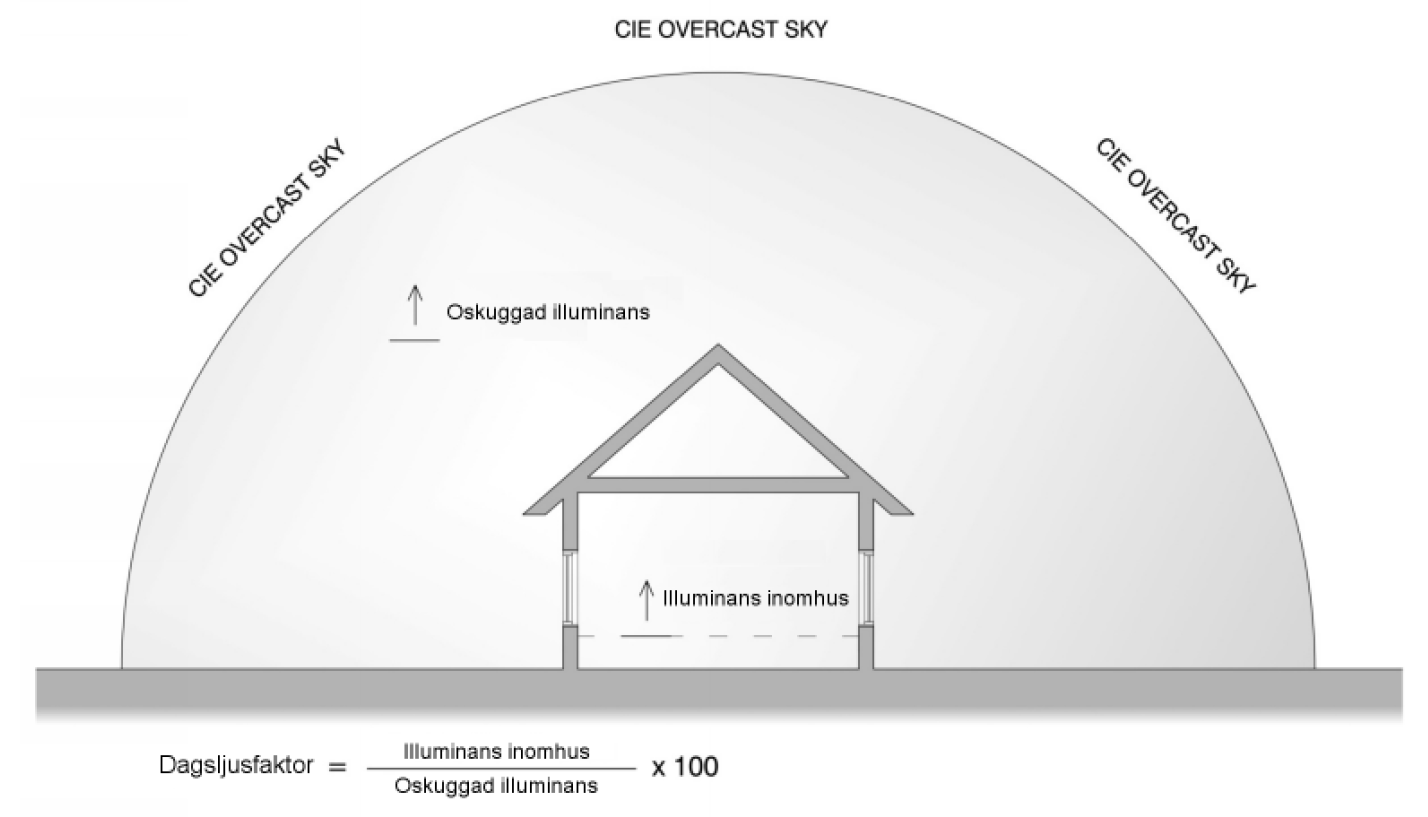 CIE OVERCAST SKY
CIE OVERCAST SKY
CIE OVERCAST SKY
Oskuggad illuminans
Illuminans inomhus
Dagsljusfaktor = Illuminans inomhus x 100
Oskuggad illuminans